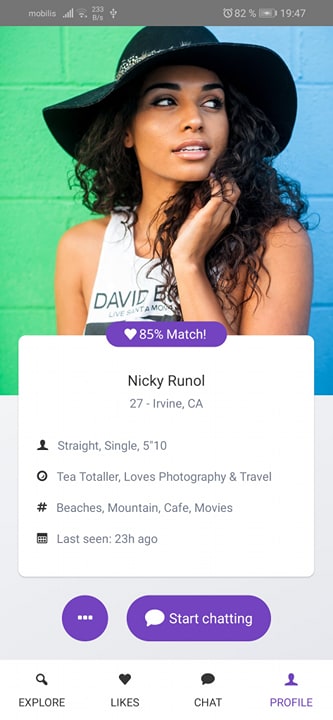 mobilis 233 B/s 82 % 19:47
DAVID BO
LIVE SANTA MONI
85% Match!
Nicky Runol
27 - Irvine, CA
Straight, Single, 5"10
Tea Totaller, Loves Photography & Travel
# Beaches, Mountain, Cafe, Movies
Last seen: 23h ago
Start chatting
EXPLORE LIKES CHAT PROFILE